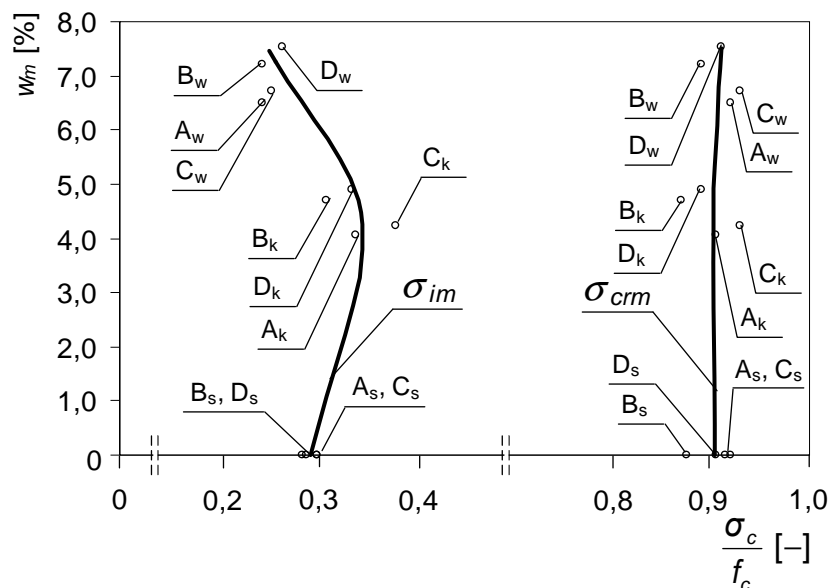 w_m [%]
8,0
7,0
6,0
5,0
4,0
3,0
2,0
1,0
0
B_w
D_w
A_w
C_w
C_k
B_k
D_k
A_k
σ_im
B_s, D_s
A_s, C_s
B_w
D_w
C_w
A_w
B_k
D_k
C_k
σ_crm
A_k
D_s
A_s, C_s
B_s
0 0,2 0,3 0,4 0,8 0,9 1,0
σ_c
f_c
[–]